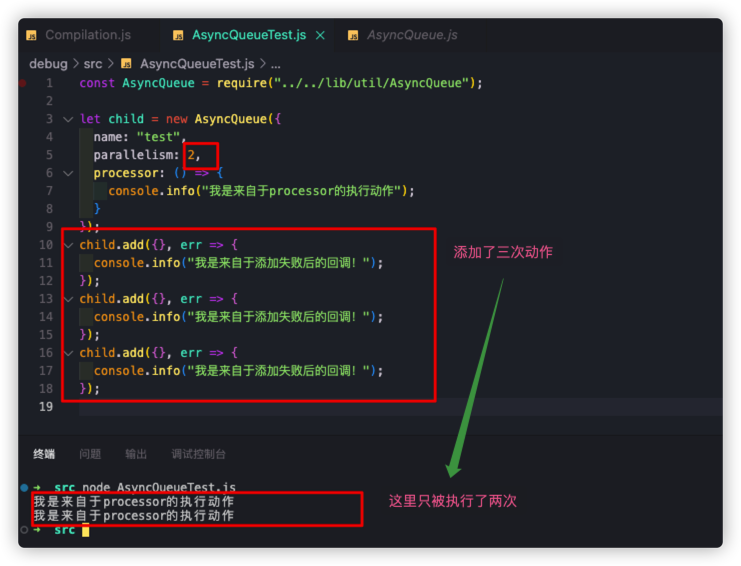 JS Compilation.js JS AsyncQueueTest.js × JS AsyncQueue.js
debug > src > JS AsyncQueueTest.js > ...
1 const AsyncQueue = require("../../lib/util/AsyncQueue");
2
3 let child = new AsyncQueue({
4 name: "test",
5 parallelism: 2,
6 processor: () => {
7 console.info("我是来自于processor的执行动作");
8 }
9 });
10 child.add({}, err => {
11 console.info("我是来自于添加失败后的回调！");
12 });
13 child.add({}, err => {
14 console.info("我是来自于添加失败后的回调！");
15 });
16 child.add({}, err => {
17 console.info("我是来自于添加失败后的回调！");
18 });
19
添加了三次动作
终端 问题 输出 调试控制台
→ src node AsyncQueueTest.js
我是来自于processor的执行动作
我是来自于processor的执行动作
→ src
这里只被执行了两次